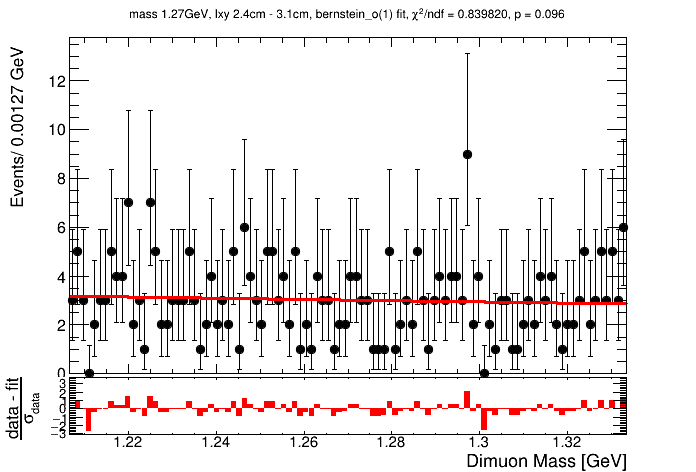 mass 1.27GeV, lxy 2.4cm - 3.1cm, bernstein_o(1) fit, χ²/ndf = 0.839820, p = 0.096
Events/ 0.00127 GeV
12
10
8
6
4
2
0
data - fit
σdata
3
2
1
0
−1
−2
−3
1.22 1.24 1.26 1.28 1.3 1.32
Dimuon Mass [GeV]